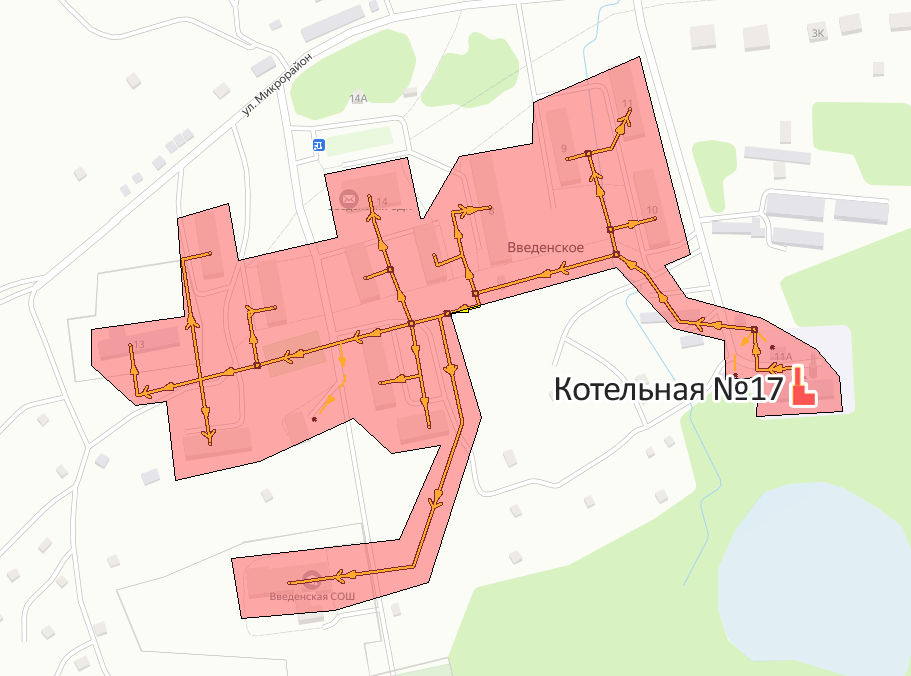 3К
ул. Микрорайон
14А
11
9
14
8
10
Введенское
13
11А
Котельная №17
Введенская СОШ